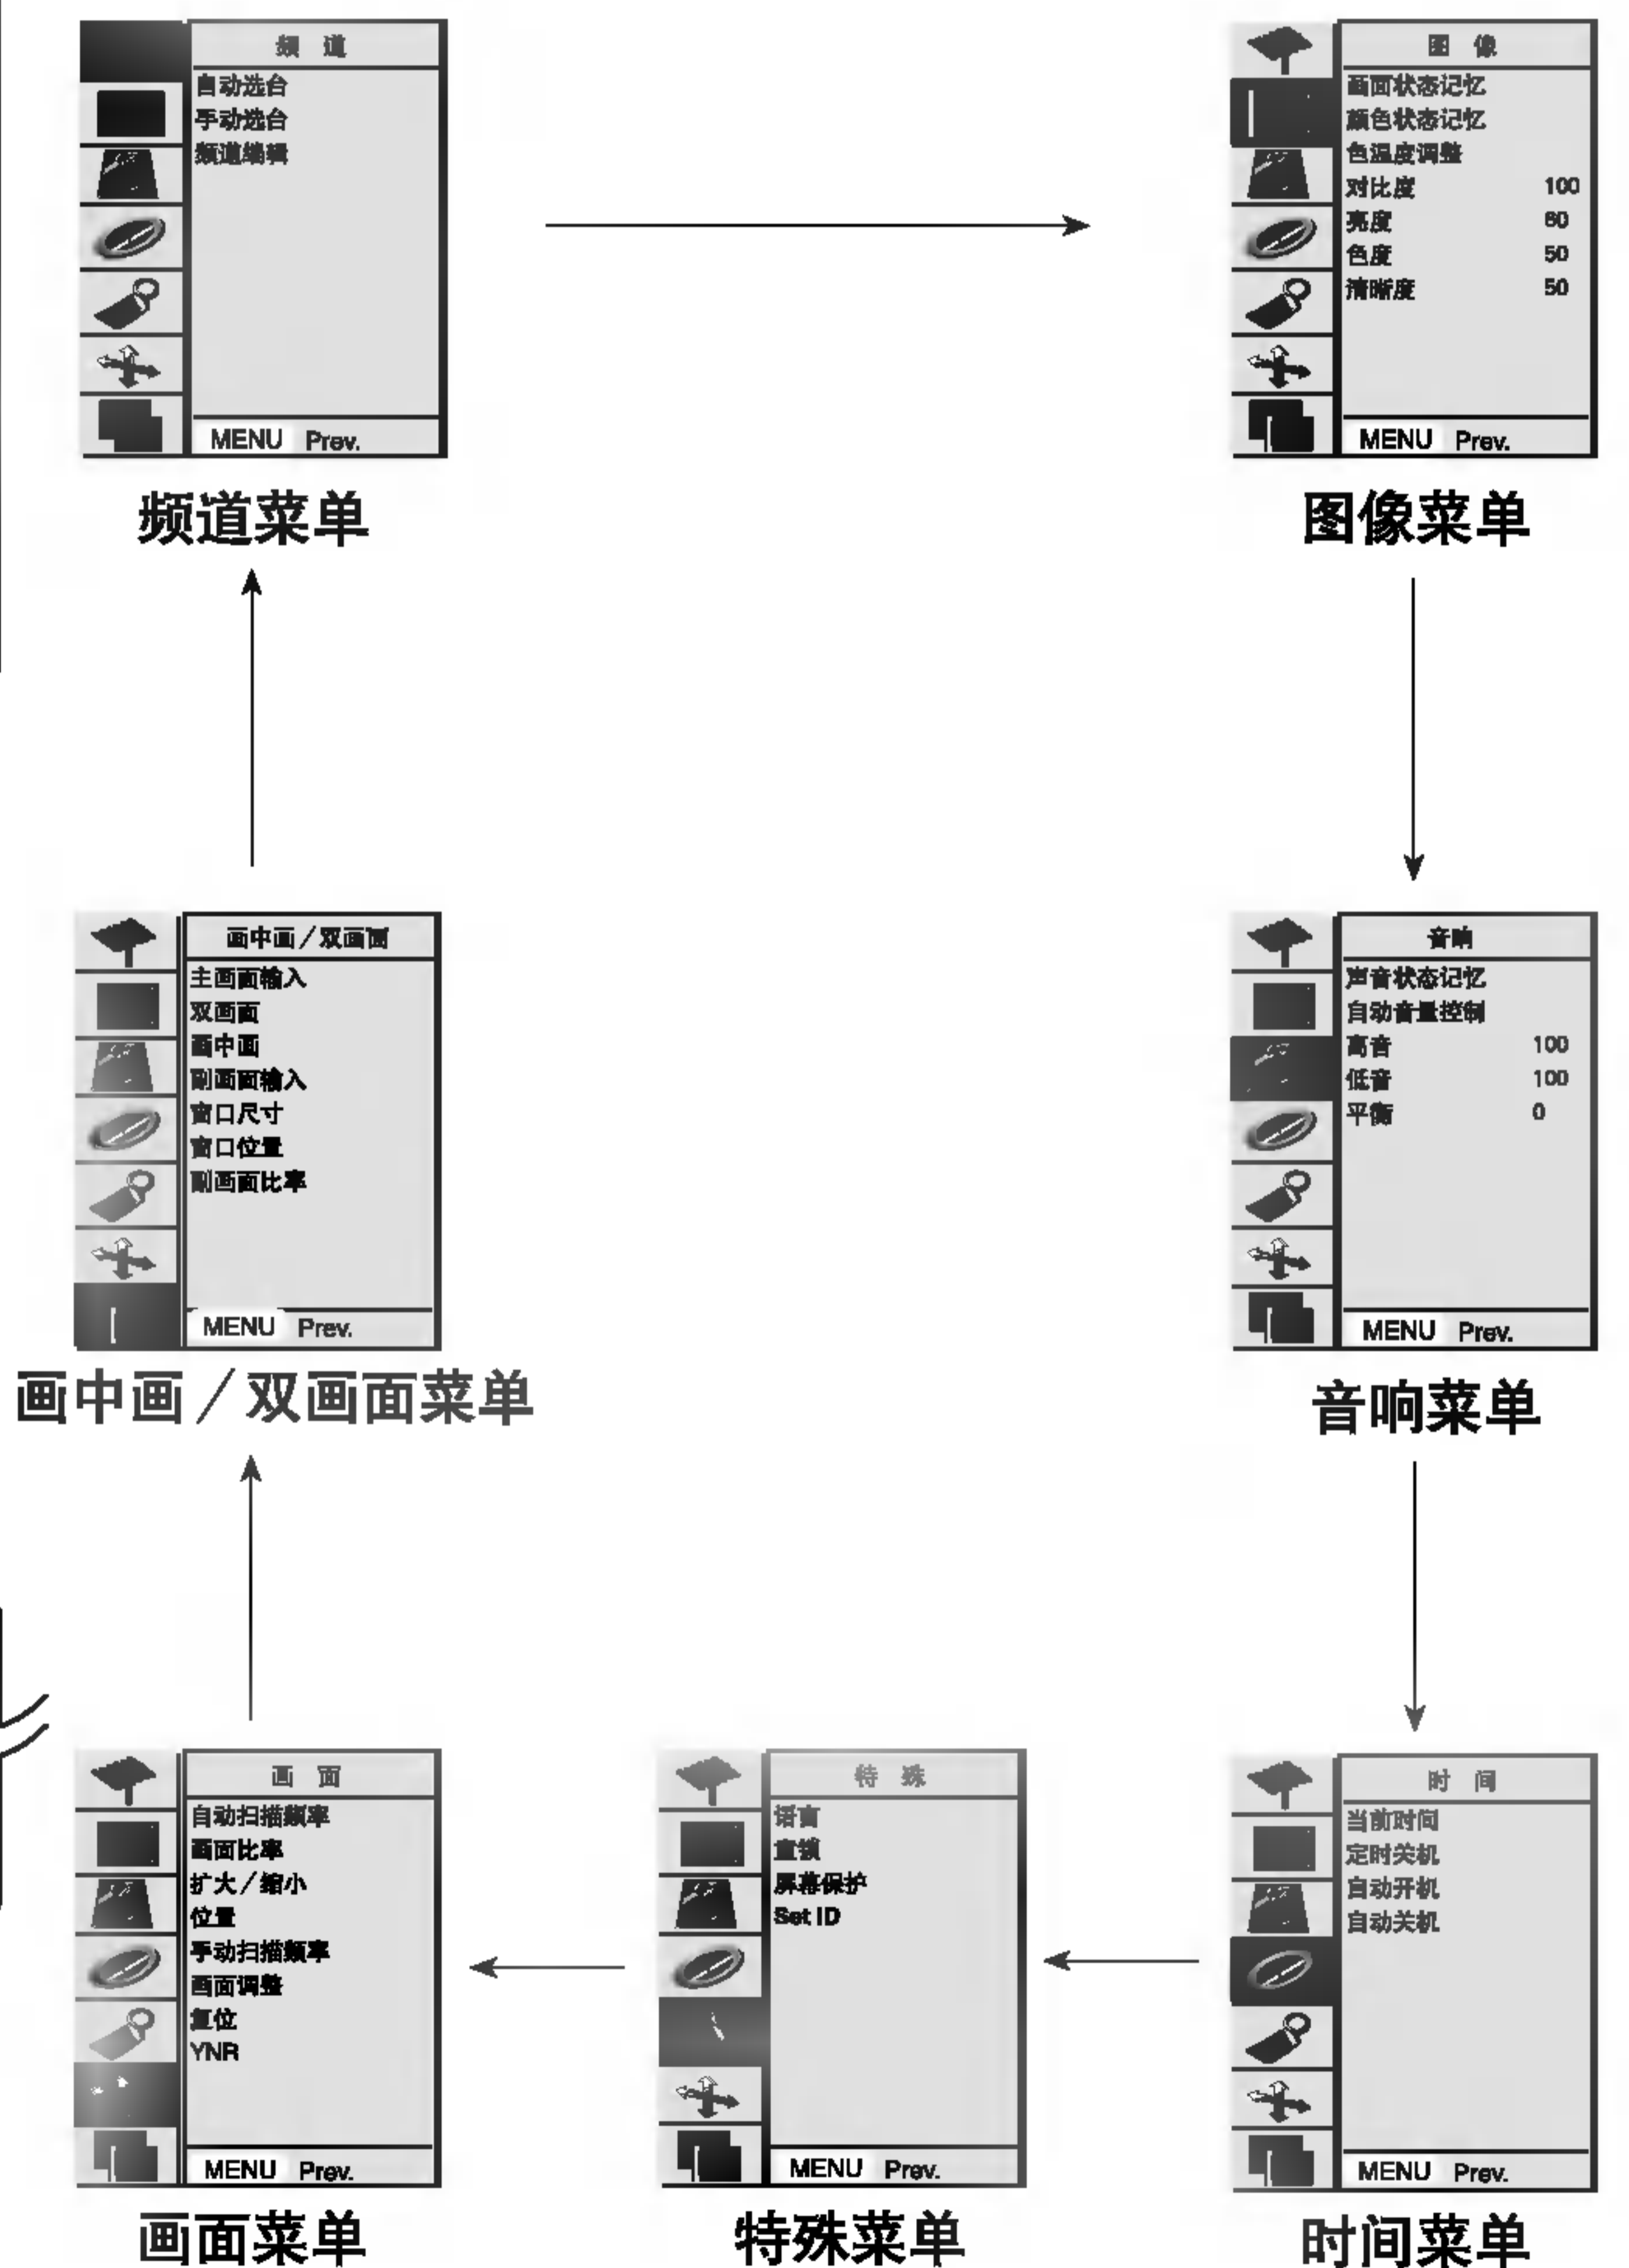 频 道
自动选台
手动选台
频道编辑
MENU Prev.
频道菜单
图 像
画面状态记忆
颜色状态记忆
色温度调整
对比度 100
亮度 60
色度 50
清晰度 50
MENU Prev.
图像菜单
画中画／双画面
主画面输入
双画面
画中画
副画面输入
窗口尺寸
窗口位置
副画面比率
MENU Prev.
画中画／双画面菜单
音响
声音状态记忆
自动音量控制
高音 100
低音 100
平衡 0
MENU Prev.
音响菜单
画 面
自动扫描频率
画面比率
扩大／缩小
位置
手动扫描频率
画面调整
复位
YNR
MENU Prev.
画面菜单
特 殊
语言
童锁
屏幕保护
Set ID
MENU Prev.
特殊菜单
时 间
当前时间
定时关机
自动开机
自动关机
MENU Prev.
时间菜单